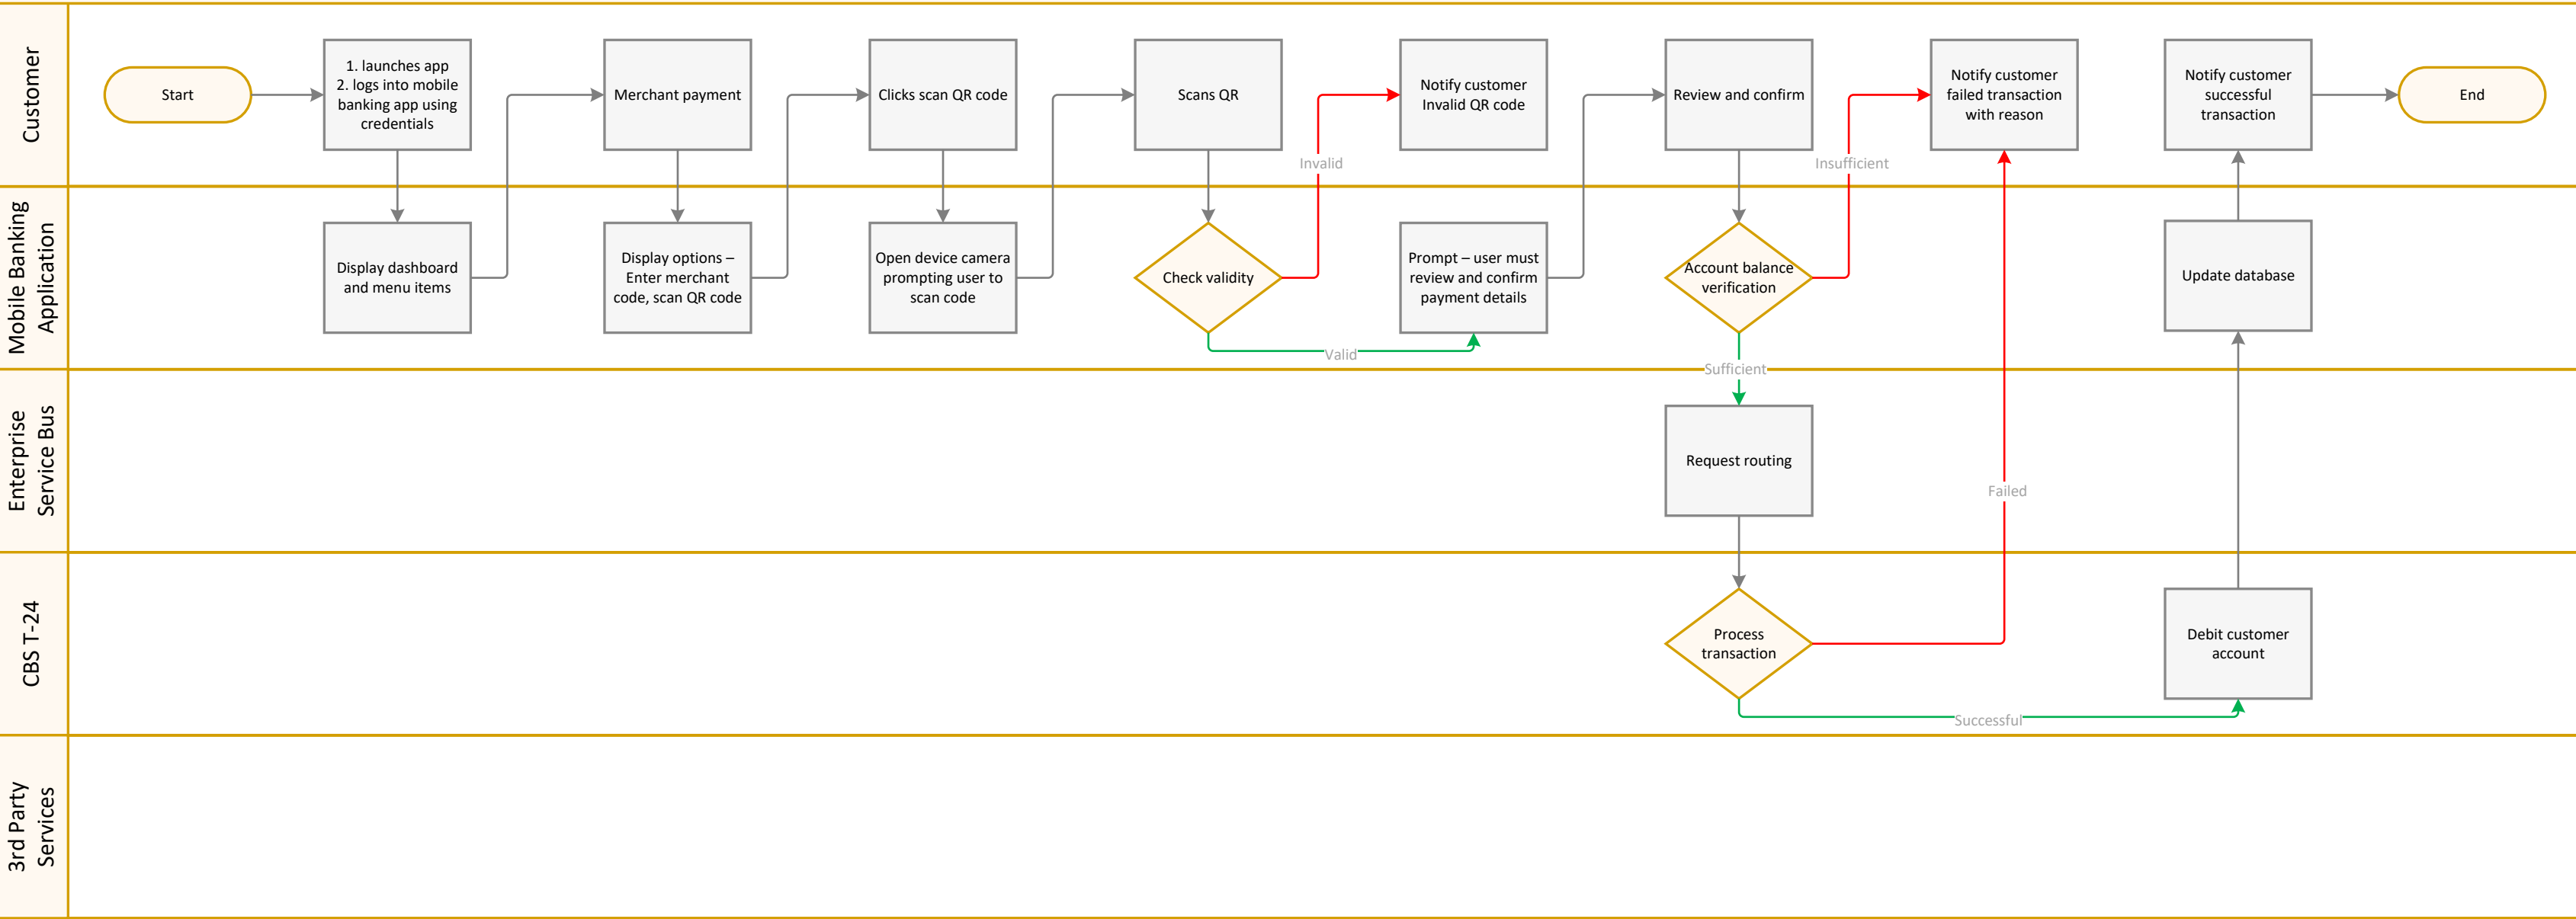 Customer
Start
1. launches app
2. logs into mobile
banking app using
credentials
Merchant payment
Clicks scan QR code
Scans QR
Notify customer
Invalid QR code
Review and confirm
Notify customer
failed transaction
with reason
Notify customer
successful
transaction
End
Invalid
Insufficient
Mobile Banking
Application
Display dashboard
and menu items
Display options –
Enter merchant
code, scan QR code
Open device camera
prompting user to
scan code
Check validity
Prompt – user must
review and confirm
payment details
Account balance
verification
Update database
Valid
Sufficient
Enterprise
Service Bus
Request routing
Failed
CBS T-24
Process
transaction
Debit customer
account
Successful
3rd Party
Services